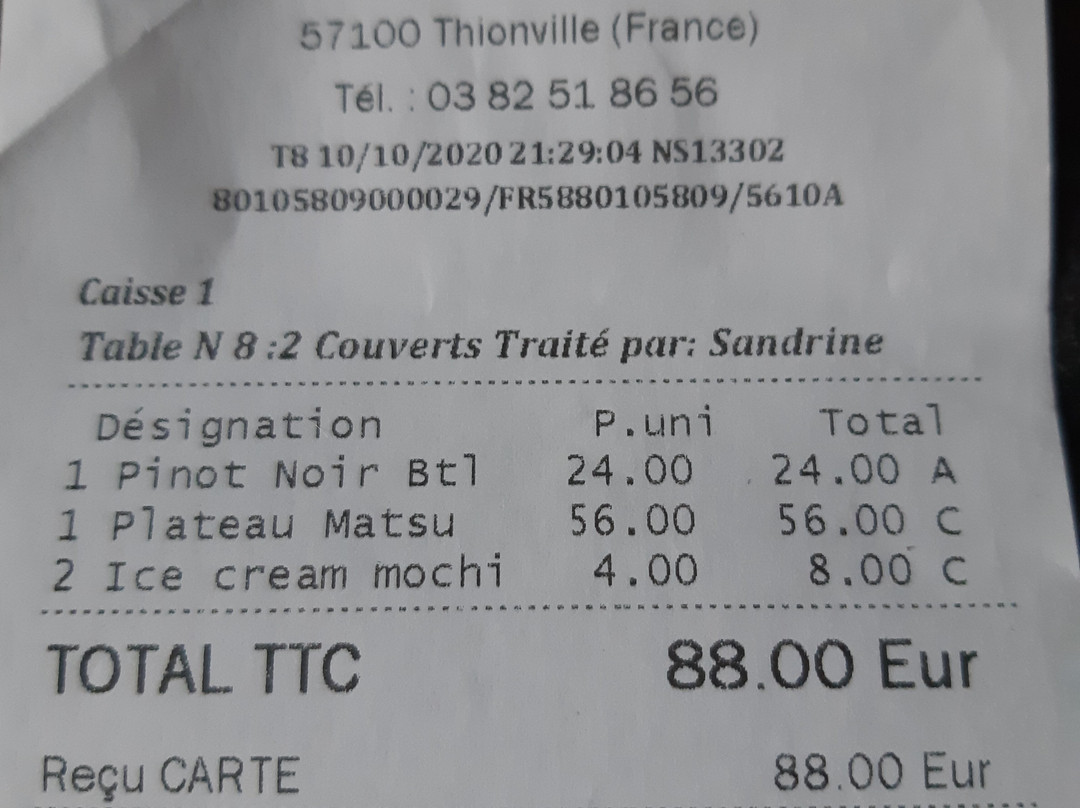 57100 Thionville (France)
Tél. : 03 82 51 86 56
T8 10/10/2020 21:29:04 NS13302
80105809000029/FR5880105809/5610A
Caisse 1
Table N 8 :2 Couverts Traité par: Sandrine
Désignation P.uni Total
1 Pinot Noir Btl 24.00 24.00 A
1 Plateau Matsu 56.00 56.00 C
2 Ice cream mochi 4.00 8.00 C
TOTAL TTC 88.00 Eur
Reçu CARTE 88.00 Eur